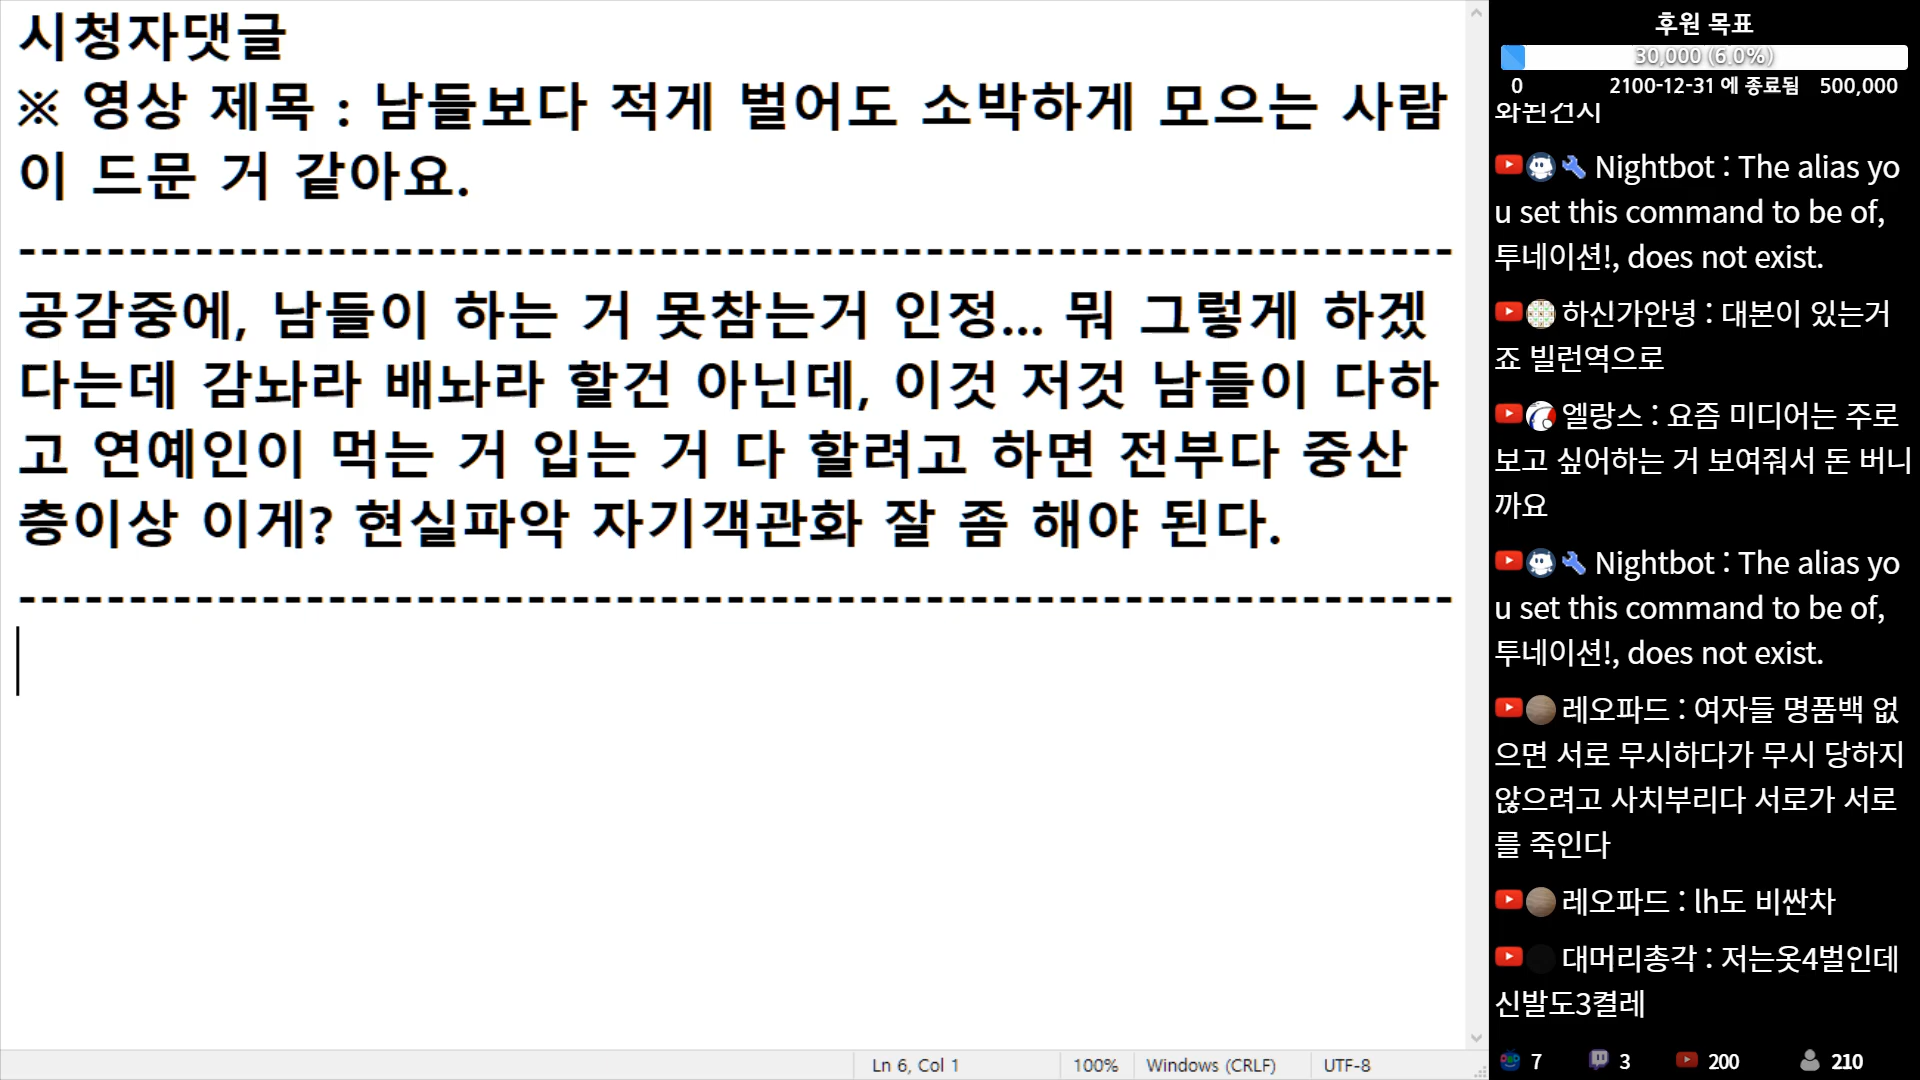 시청자댓글
※ 영상 제목 : 남들보다 적게 벌어도 소박하게 모으는 사람
이 드문 거 같아요.
-----------------------------------------------------------------
공감중에, 남들이 하는 거 못참는거 인정... 뭐 그렇게 하겠
다는데 감놔라 배놔라 할건 아닌데, 이것 저것 남들이 다하
고 연예인이 먹는 거 입는 거 다 할려고 하면 전부다 중산
층이상 이게? 현실파악 자기객관화 잘 좀 해야 된다.
-----------------------------------------------------------------
Ln 6, Col 1
100%
Windows (CRLF)
UTF-8
후원 목표
30,000 (6.0%)
0 2100-12-31 에 종료됨 500,000
와된건시
Nightbot : The alias yo
u set this command to be of,
투네이션!, does not exist.
하신가안녕 : 대본이 있는거
죠 빌런역으로
엘랑스 : 요즘 미디어는 주로
보고 싶어하는 거 보여줘서 돈 버니
까요
Nightbot : The alias yo
u set this command to be of,
투네이션!, does not exist.
레오파드 : 여자들 명품백 없
으면 서로 무시하다가 무시 당하지
않으려고 사치부리다 서로가 서로
를 죽인다
레오파드 : lh도 비싼차
대머리총각 : 저는옷4벌인데
신발도3켤레
7 3 200 210